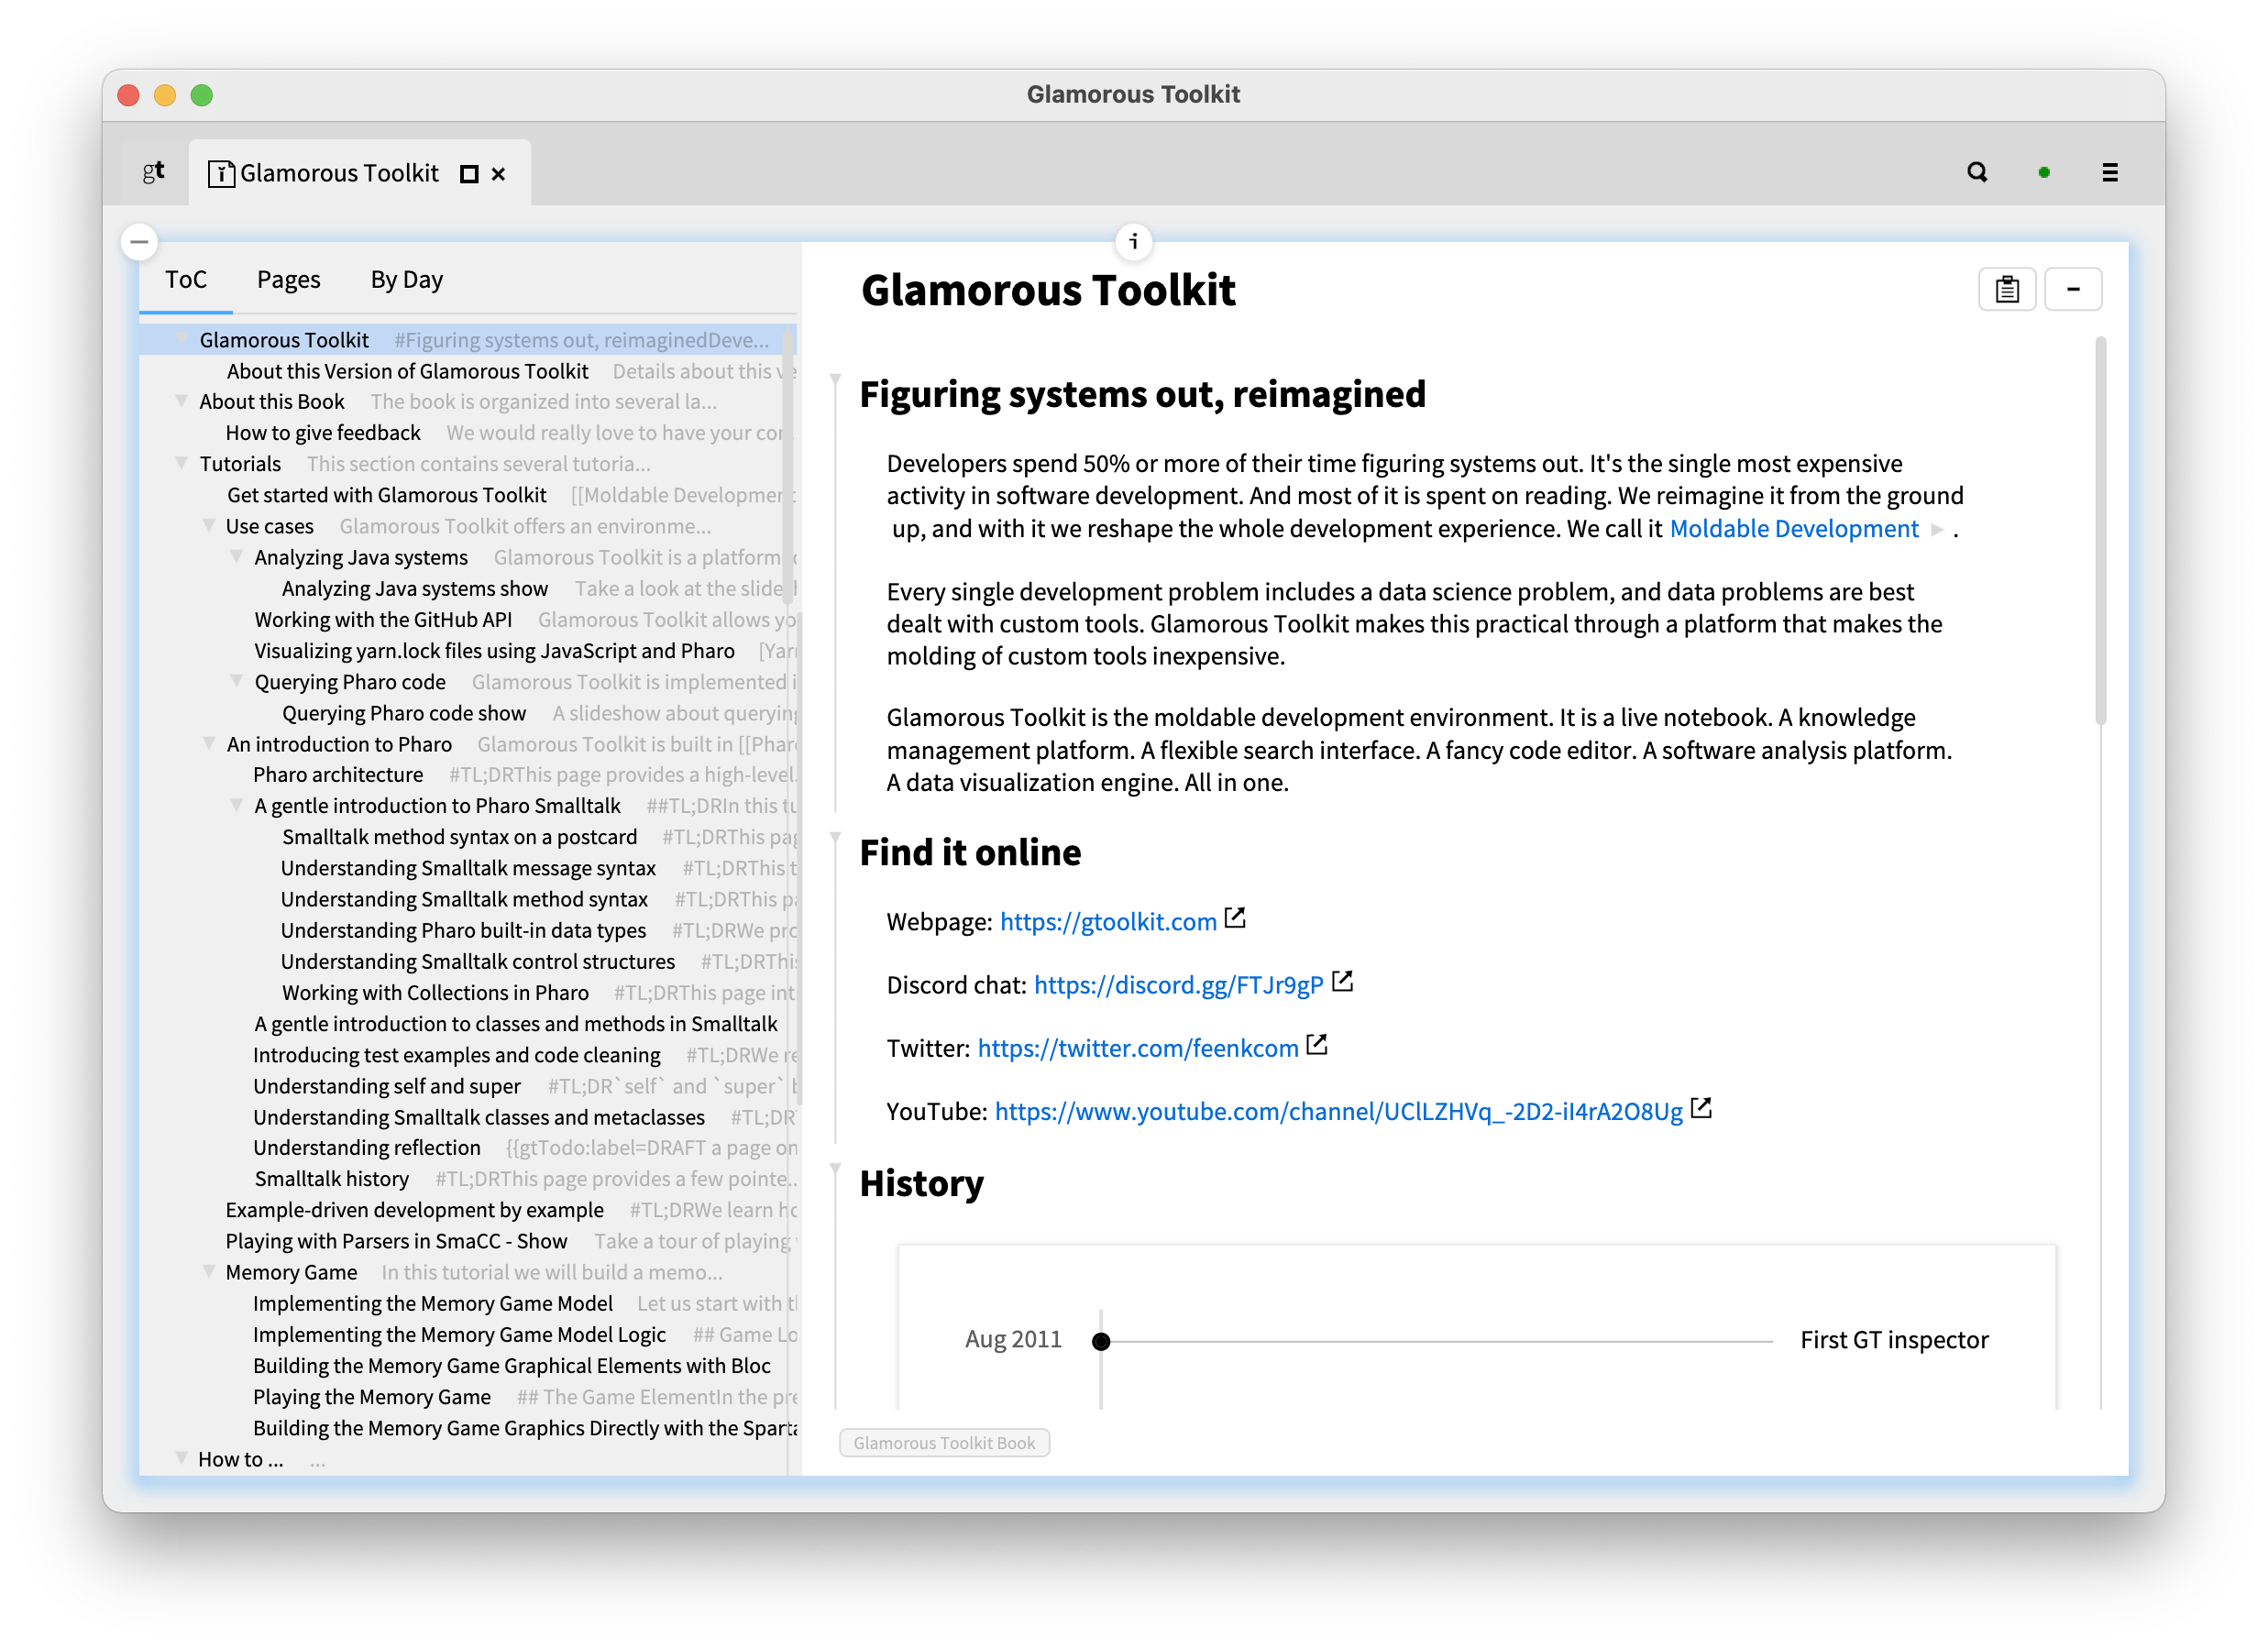 Glamorous Toolkit
gt
Glamorous Toolkit
ToC Pages By Day
Glamorous Toolkit #Figuring systems out, reimaginedDeve...
About this Version of Glamorous Toolkit Details about this
About this Book The book is organized into several la...
How to give feedback We would really love to have your
Tutorials This section contains several tutoria...
Get started with Glamorous Toolkit [[Moldable
Use cases Glamorous Toolkit offers an environme...
Analyzing Java systems Glamorous Toolkit is a platform
Analyzing Java systems show Take a look at the
Working with the GitHub API Glamorous Toolkit allows
Visualizing yarn.lock files using JavaScript and Pharo
Querying Pharo code Glamorous Toolkit is implemented
Querying Pharo code show A slideshow about
An introduction to Pharo Glamorous Toolkit is built in
Pharo architecture #TL;DRThis page provides a high-level
A gentle introduction to Pharo Smalltalk ##TL;DRIn this
Smalltalk method syntax on a postcard #TL;DRThis
Understanding Smalltalk message syntax #TL;DRThis
Understanding Smalltalk method syntax #TL;DRThis
Understanding Pharo built-in data types #TL;DRWe
Understanding Smalltalk control structures
Working with Collections in Pharo #TL;DRThis page
A gentle introduction to classes and methods in Smalltalk
Introducing test examples and code cleaning #TL;DRWe
Understanding self and super #TL;DR`self` and `super`
Understanding Smalltalk classes and metaclasses #TL;DR
Understanding reflection {{gtTodo:label=DRAFT a page on
Smalltalk history #TL;DRThis page provides a few pointe...
Example-driven development by example #TL;DRWe learn
Playing with Parsers in SmaCC - Show Take a tour of playing
Memory Game In this tutorial we will build a memo...
Implementing the Memory Game Model Let us start with
Implementing the Memory Game Model Logic ## Game
Building the Memory Game Graphical Elements with Bloc
Playing the Memory Game ## The Game ElementIn the
Building the Memory Game Graphics Directly with the
How to ... ...
Glamorous Toolkit
Figuring systems out, reimagined
Developers spend 50% or more of their time figuring systems out. It's the single most expensive
activity in software development. And most of it is spent on reading. We reimagine it from the ground
up, and with it we reshape the whole development experience. We call it Moldable Development .
Every single development problem includes a data science problem, and data problems are best
dealt with custom tools. Glamorous Toolkit makes this practical through a platform that makes the
molding of custom tools inexpensive.
Glamorous Toolkit is the moldable development environment. It is a live notebook. A knowledge
management platform. A flexible search interface. A fancy code editor. A software analysis platform.
A data visualization engine. All in one.
Find it online
Webpage: https://gtoolkit.com
Discord chat: https://discord.gg/FTJr9gP
Twitter: https://twitter.com/feenkcom
YouTube: https://www.youtube.com/channel/UClLZHVq_-2D2-iI4rA2O8Ug
History
Aug 2011 First GT inspector
Glamorous Toolkit Book